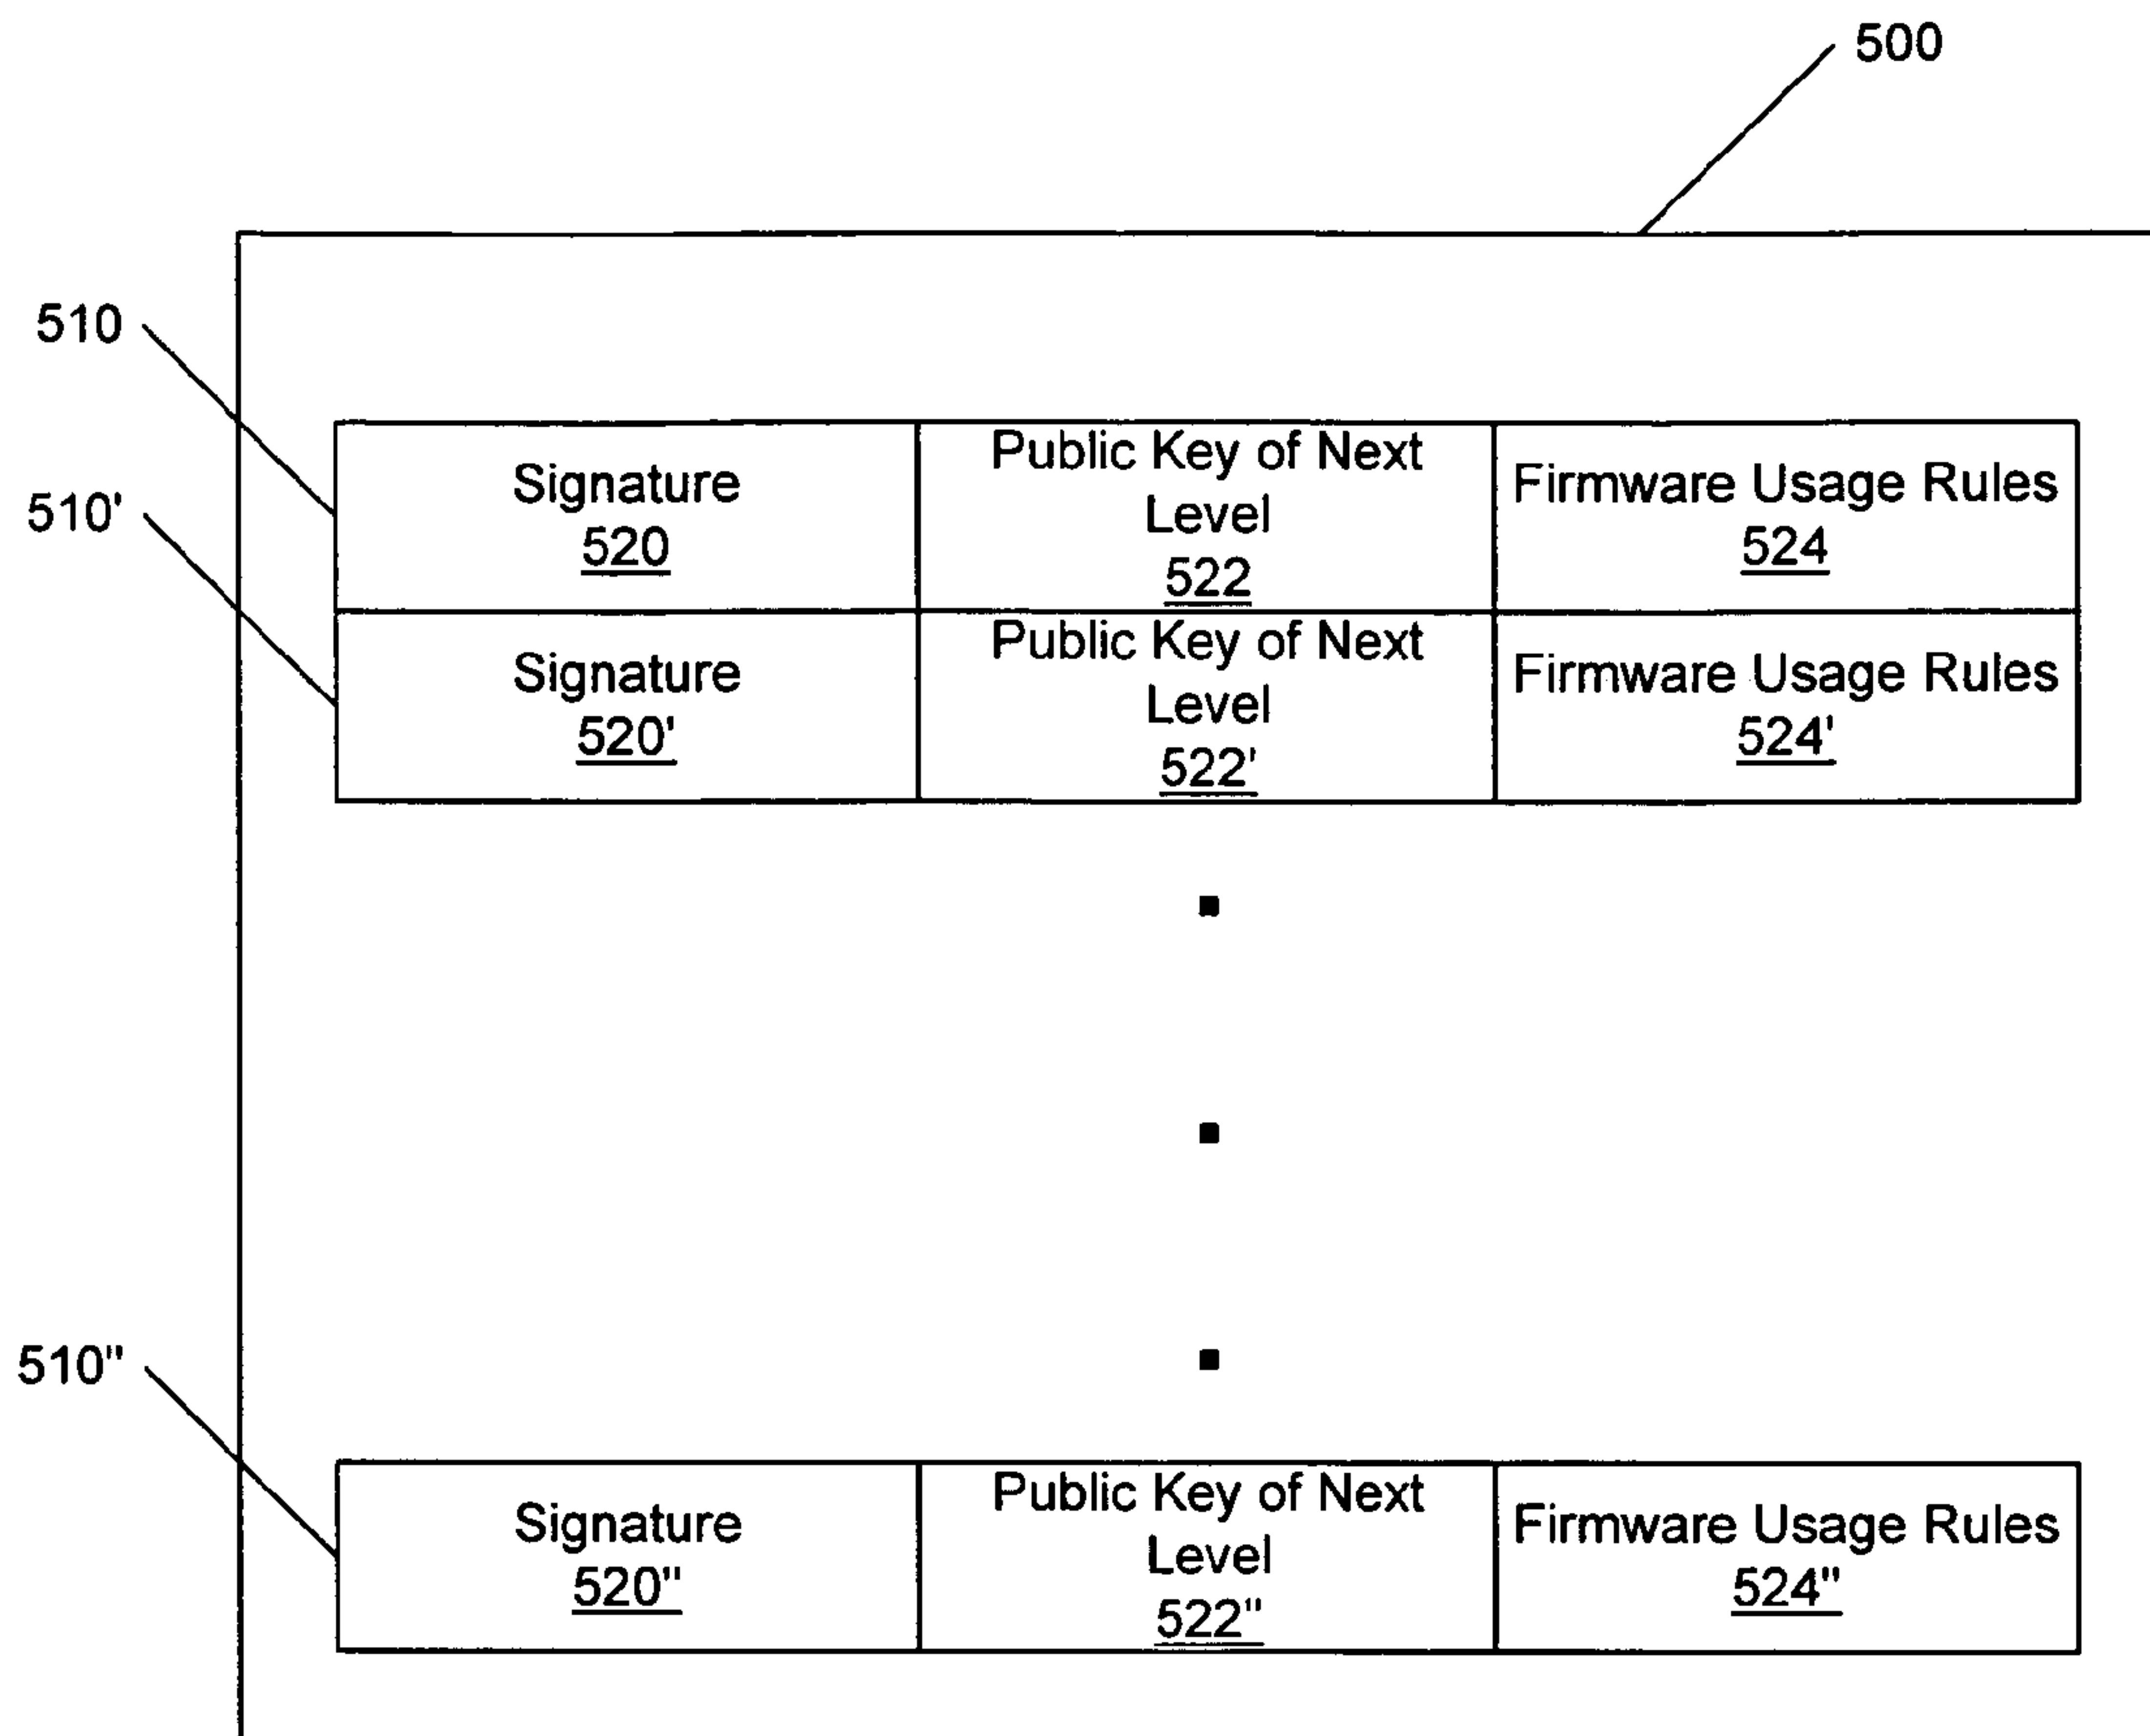 500
510
Signature
520
Public Key of Next
Level
522
Firmware Usage Rules
524
510'
Signature
520'
Public Key of Next
Level
522'
Firmware Usage Rules
524'
510"
Signature
520"
Public Key of Next
Level
522"
Firmware Usage Rules
524"